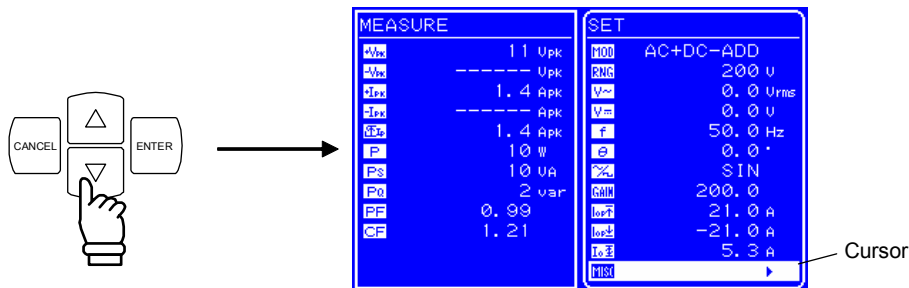 CANCEL
ENTER
MEASURE
+VPK 11 VPK
-VPK ------ VPK
+IPK 1.4 APK
-IPK ------ APK
1.4 APK
P 10 W
PS 10 VA
PQ 2 var
PF 0.99
CF 1.21
SET
MOD AC+DC-ADD
RNG 200 V
V~ 0.0 Vrms
V⎓ 0.0 V
f 50.0 Hz
θ 0.0°
SIN
GAIN 200.0
IOP 21.0 A
IOP -21.0 A
IO 5.3 A
MISC ▶
Cursor